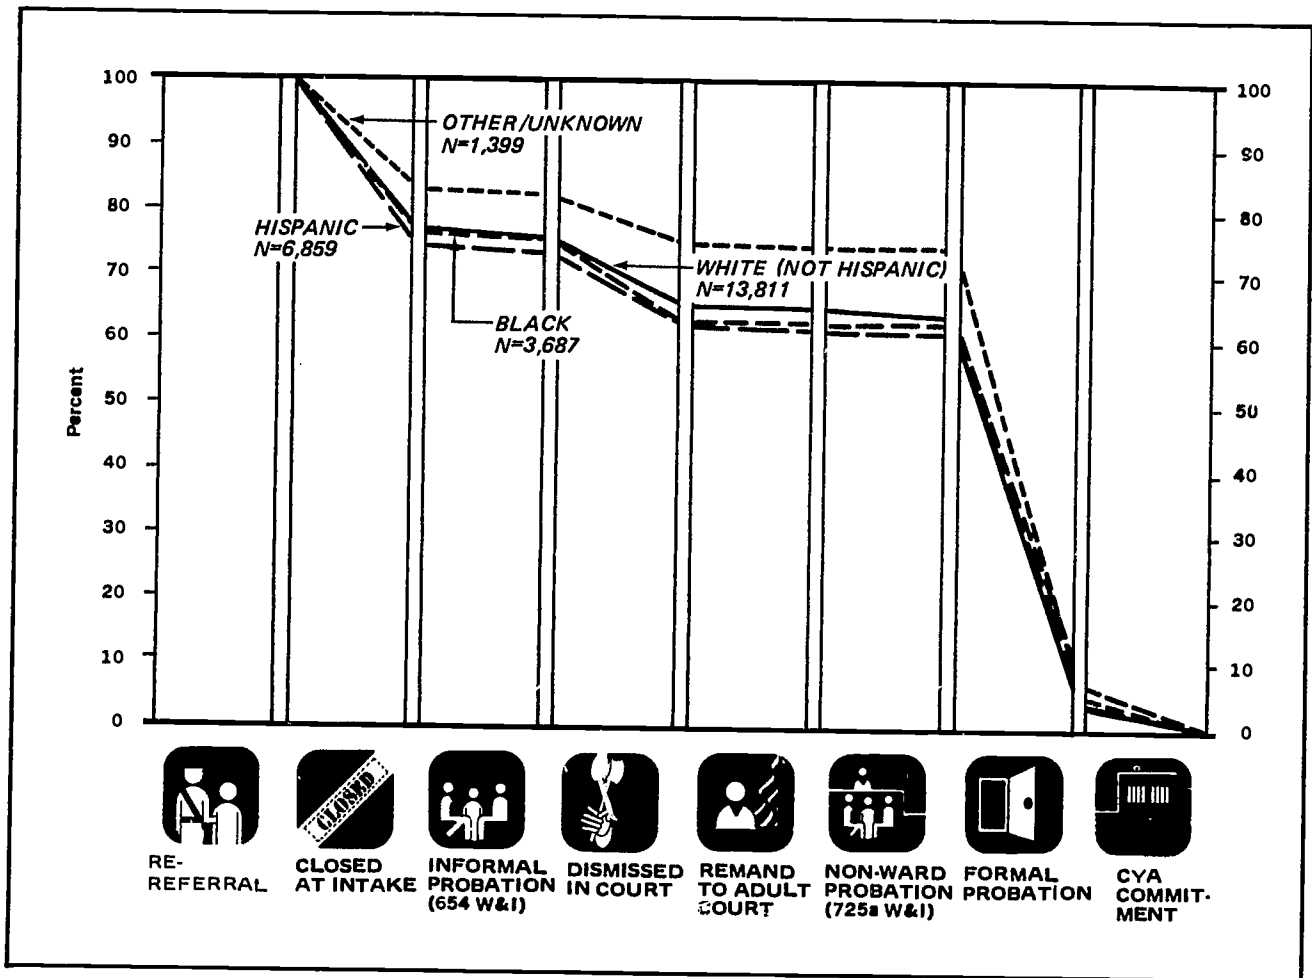 100
90
80
70
60
50
40
30
20
10
0
Percent
OTHER/UNKNOWN
N=1,399
HISPANIC
N=6,859
WHITE (NOT HISPANIC)
N=13,811
BLACK
N=3,687
100
90
80
70
60
50
40
30
20
10
0
CLOSED
RE-
REFERRAL
CLOSED
AT INTAKE
INFORMAL
PROBATION
(654 W&I)
DISMISSED
IN COURT
REMAND
TO ADULT
COURT
NON-WARD
PROBATION
(725a W&I)
FORMAL
PROBATION
CYA
COMMIT-
MENT